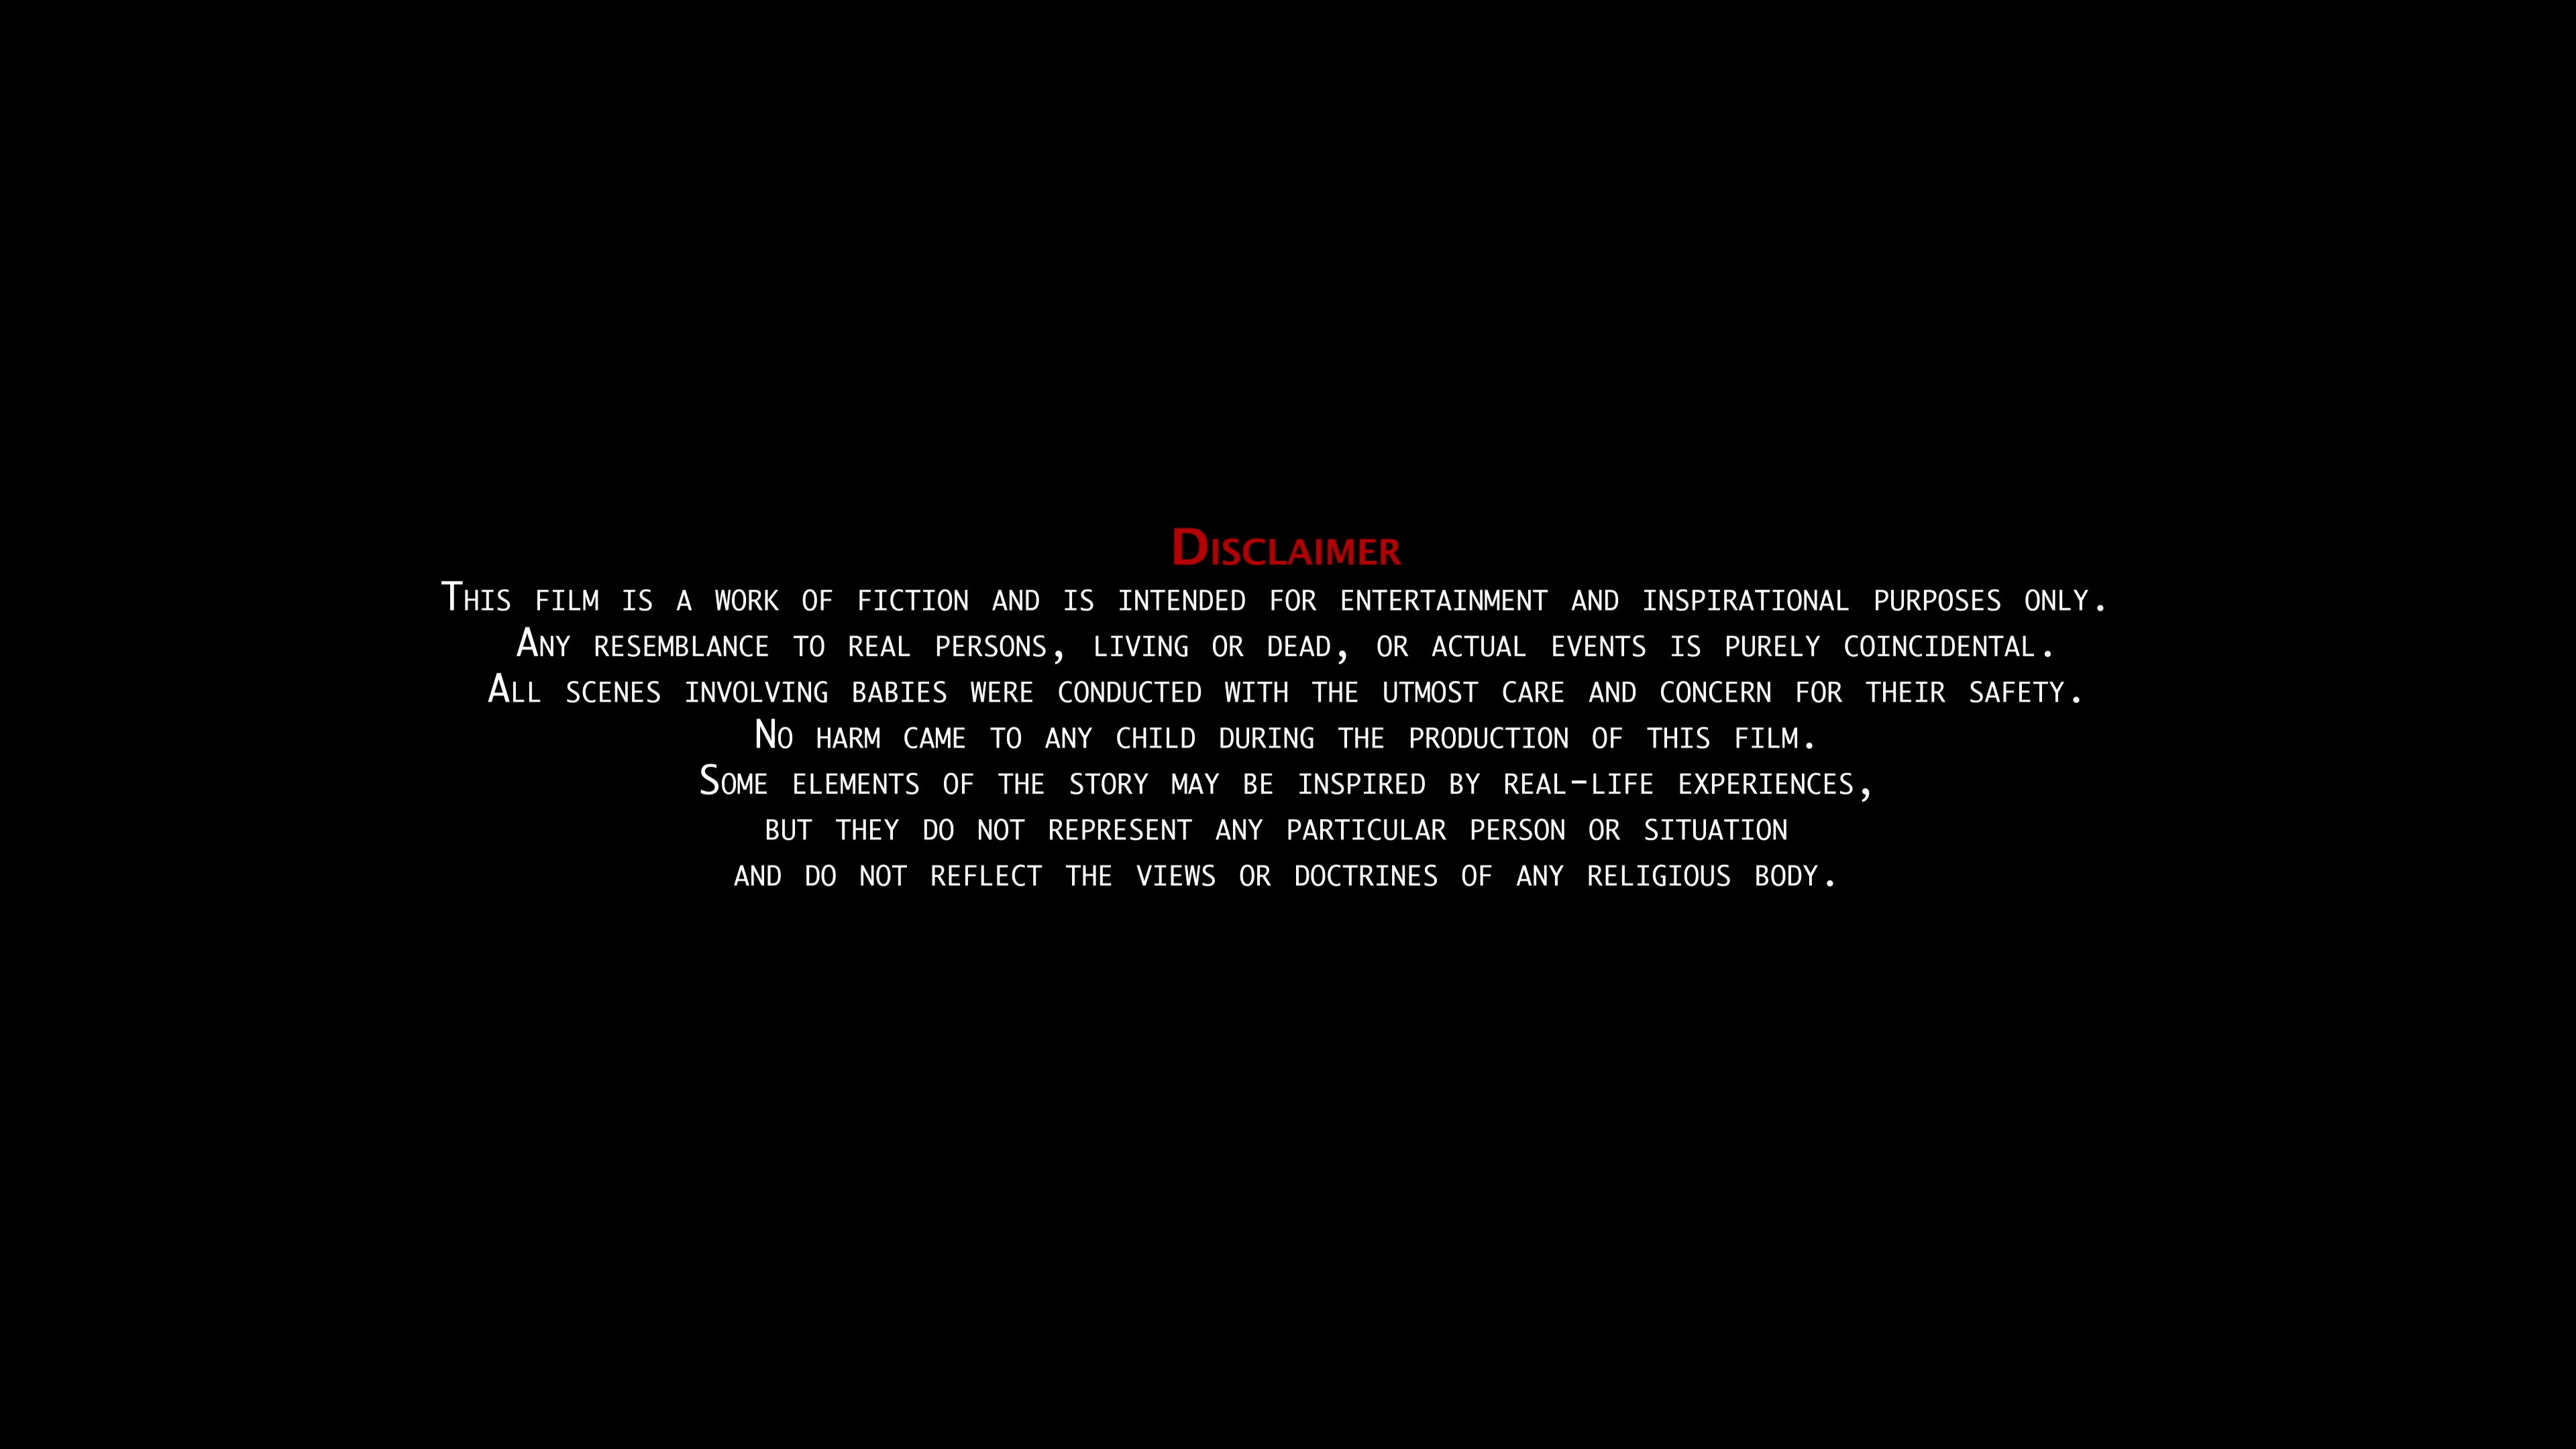 Disclaimer
This film is a work of fiction and is intended for entertainment and inspirational purposes only.
Any resemblance to real persons, living or dead, or actual events is purely coincidental.
All scenes involving babies were conducted with the utmost care and concern for their safety.
No harm came to any child during the production of this film.
Some elements of the story may be inspired by real-life experiences,
but they do not represent any particular person or situation
and do not reflect the views or doctrines of any religious body.